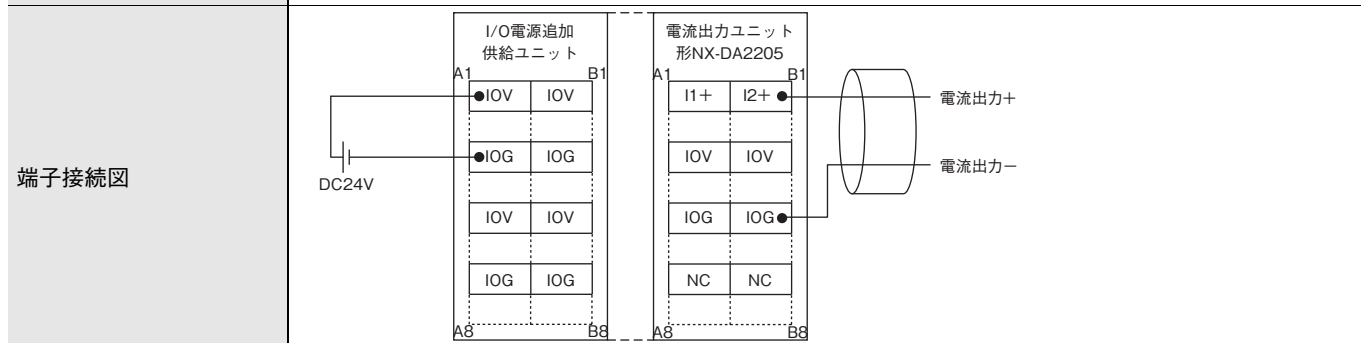 端子接続図
I/O電源追加
供給ユニット
A1 B1
IOV IOV
IOG IOG
IOV IOV
IOG IOG
A8 B8
DC24V
電流出力ユニット
形NX-DA2205
A1 B1
I1+ I2+
IOV IOV
IOG IOG
NC NC
A8 B8
電流出力+
電流出力−